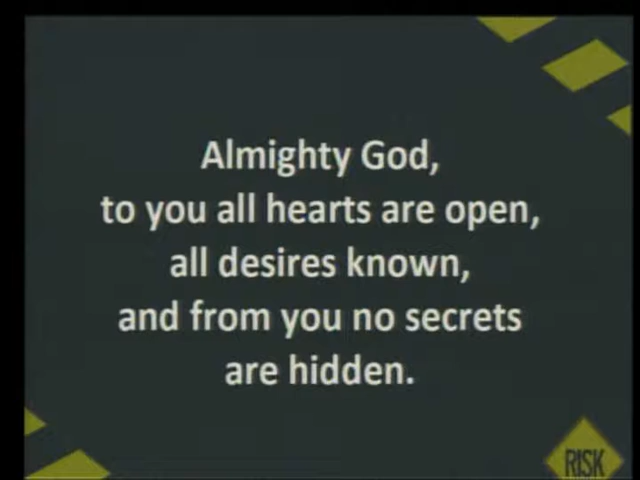 Almighty God,
to you all hearts are open,
all desires known,
and from you no secrets
are hidden.
RISK